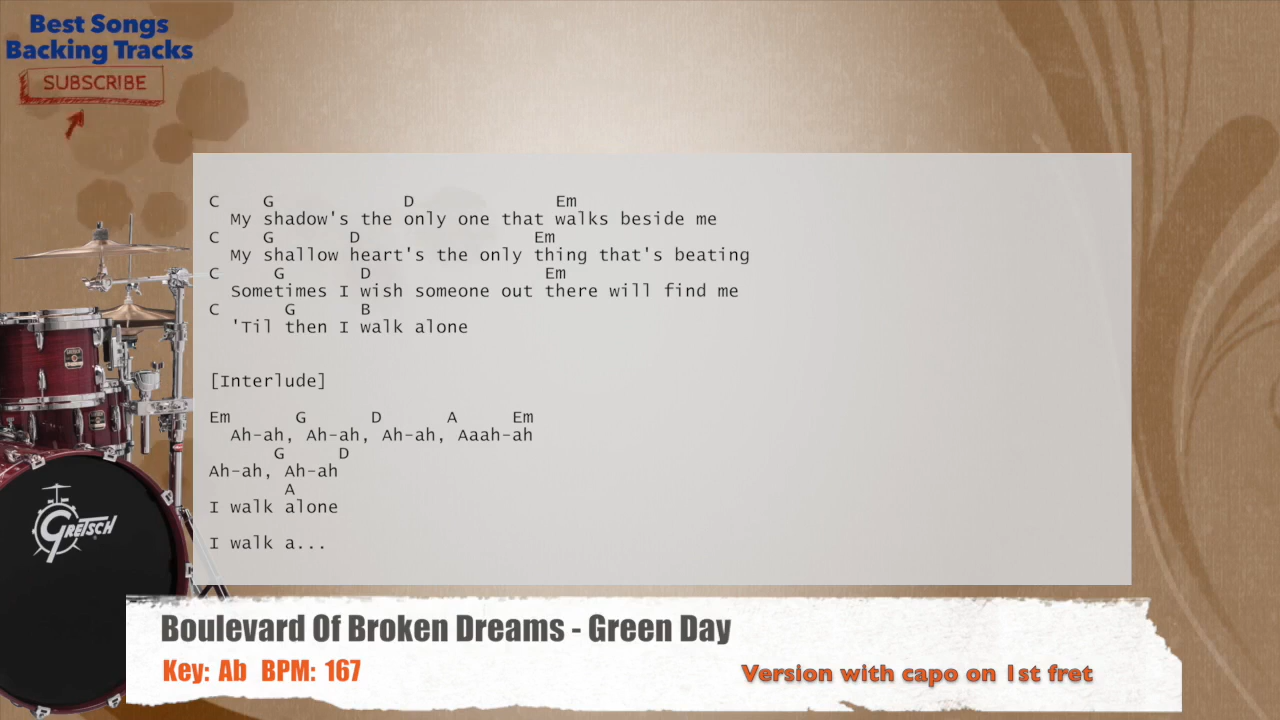 Best Songs
Backing Tracks
SUBSCRIBE
C    G            D             Em
  My shadow's the only one that walks beside me
C    G       D                Em
  My shallow heart's the only thing that's beating
C     G       D                Em
  Sometimes I wish someone out there will find me
C      G      B
  'Til then I walk alone
[Interlude]
Em      G      D      A     Em
  Ah-ah, Ah-ah, Ah-ah, Aaah-ah
      G     D
Ah-ah, Ah-ah
       A
I walk alone
I walk a...
GRETSCH
Boulevard Of Broken Dreams - Green Day
Key: Ab BPM: 167
Version with capo on 1st fret